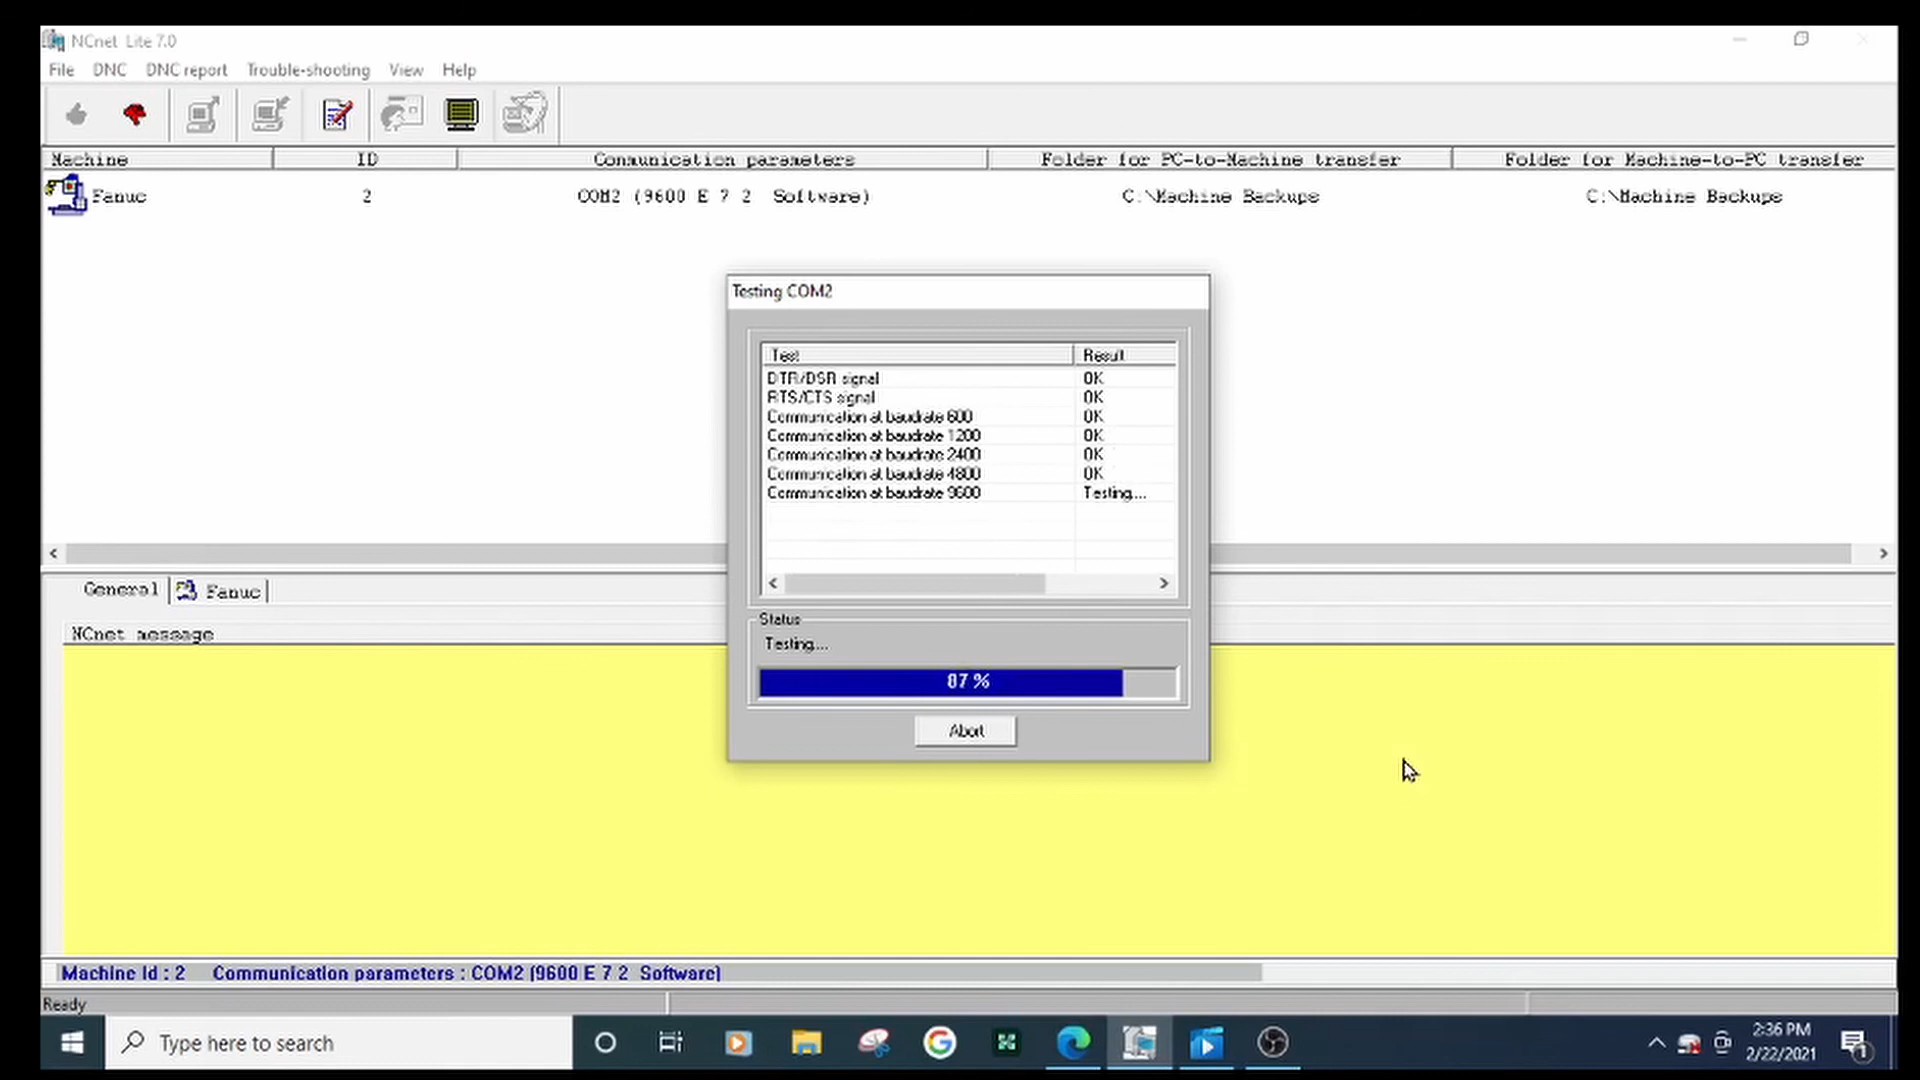 NCnet Lite 7.0
File DNC DNC report Trouble-shooting View Help
Machine ID Communication parameters Folder for PC-to-Machine transfer Folder for Machine-to-PC transfer
Fanuc 2 COM2 (9600 E 7 2 Software) C:\Machine Backups C:\Machine Backups
Testing COM2
Test Result
DTR/DSR signal OK
RTS/CTS signal OK
Communication at baudrate 600 OK
Communication at baudrate 1200 OK
Communication at baudrate 2400 OK
Communication at baudrate 4800 OK
Communication at baudrate 9600 Testing....
Status
Testing....
87 %
Abort
General Fanuc
NCnet message
Machine Id : 2 Communication parameters : COM2 (9600 E 7 2 Software)
Ready
Type here to search
2:36 PM
2/22/2021
1